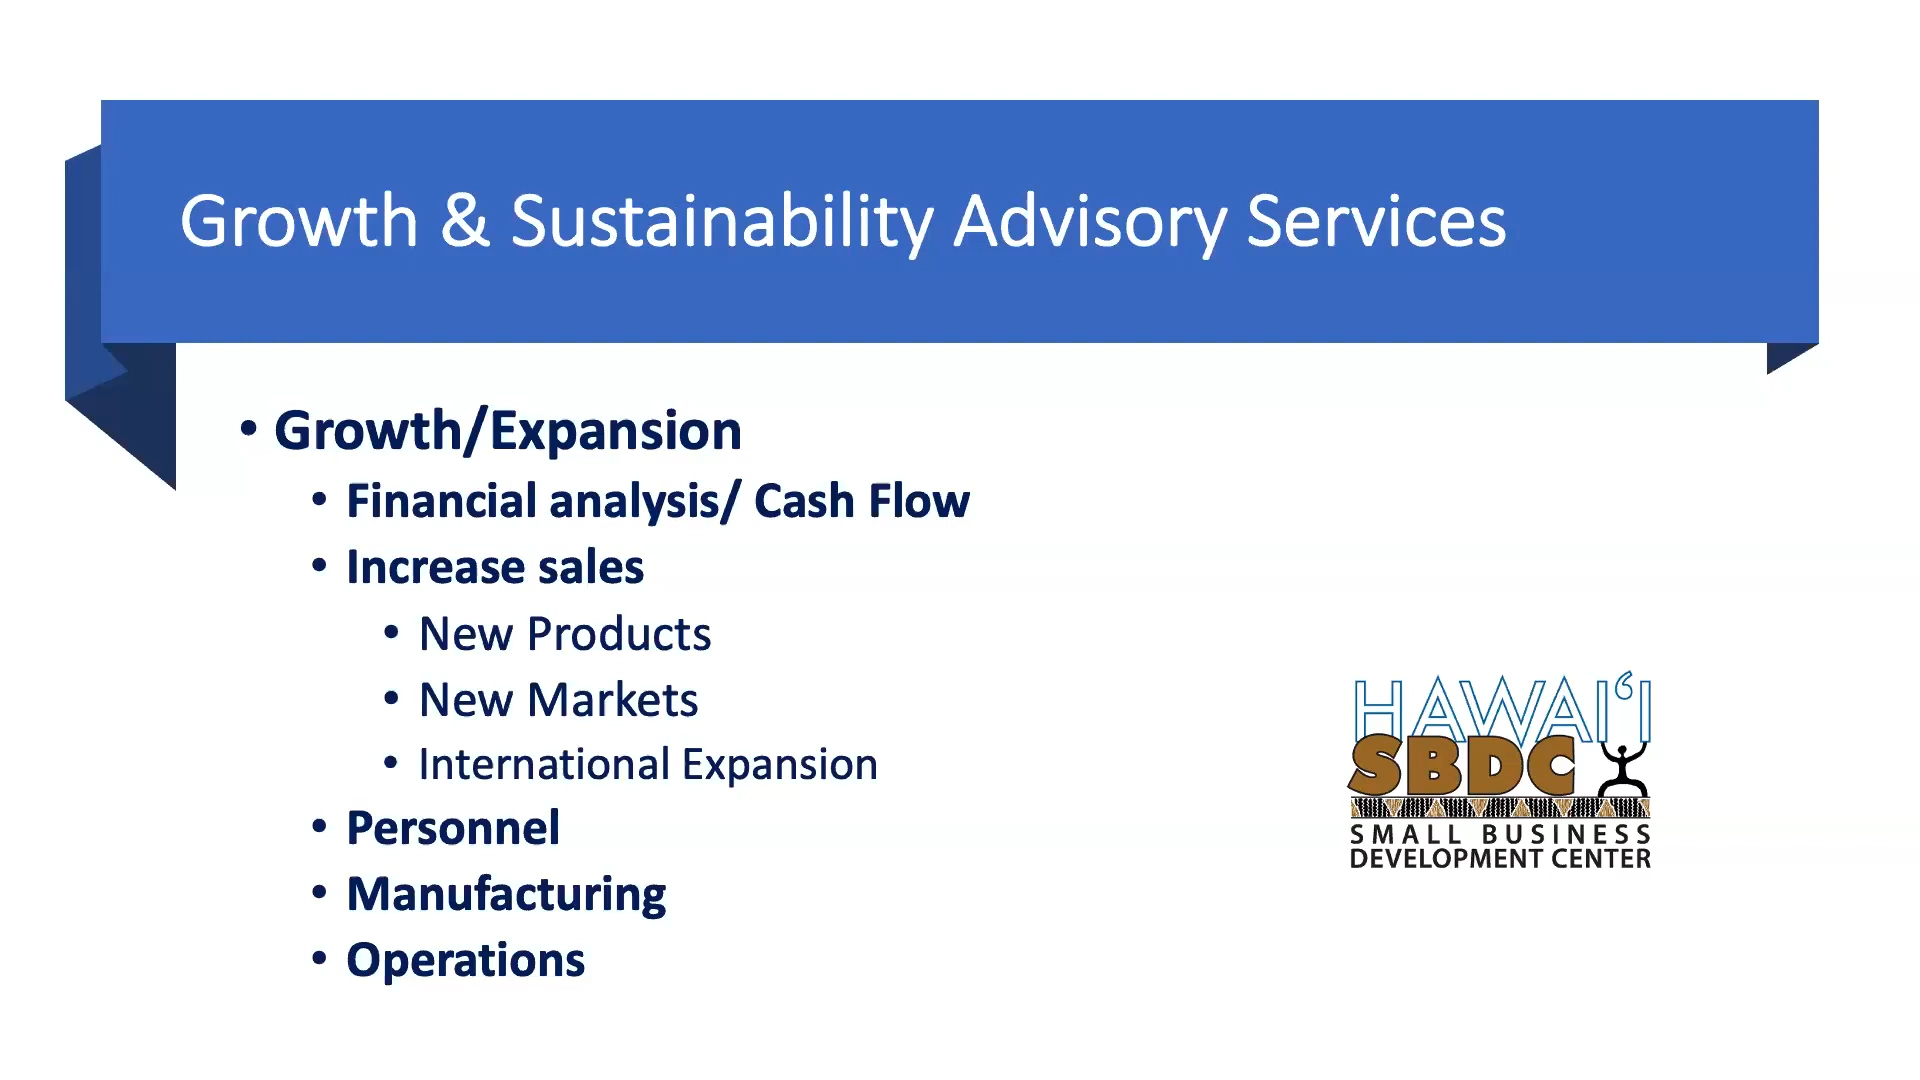 Growth & Sustainability Advisory Services
• Growth/Expansion
• Financial analysis/ Cash Flow
• Increase sales
• New Products
• New Markets
• International Expansion
• Personnel
• Manufacturing
• Operations
HAWAIʻI
SBDC
SMALL BUSINESS
DEVELOPMENT CENTER